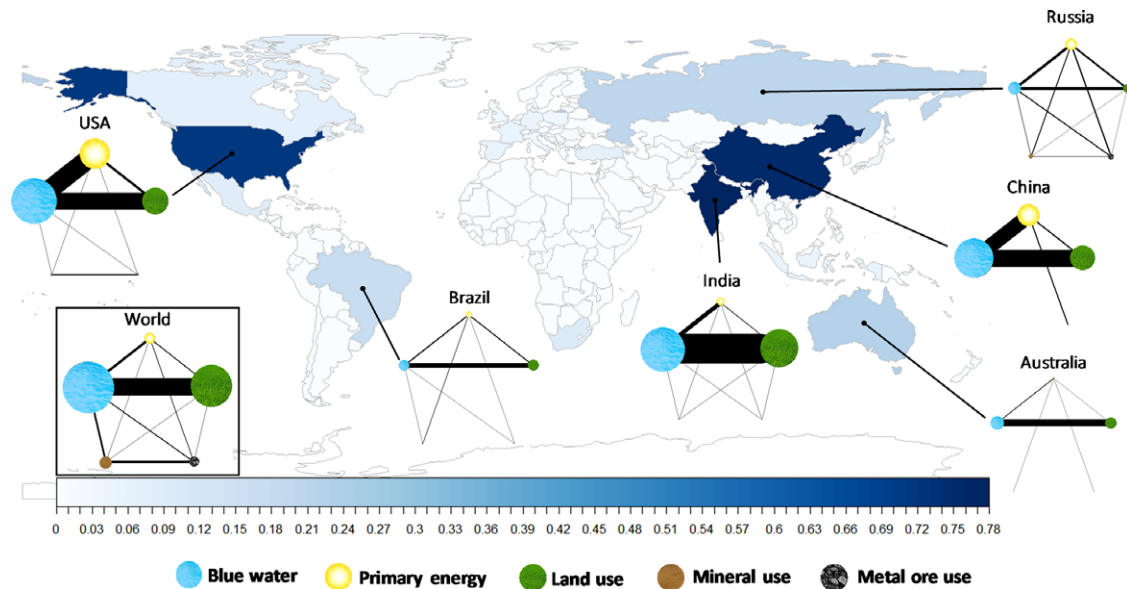 Russia
USA
China
India
Brazil
World
Australia
0 0.03 0.06 0.09 0.12 0.15 0.18 0.21 0.24 0.27 0.3 0.33 0.36 0.39 0.42 0.45 0.48 0.51 0.54 0.57 0.6 0.63 0.66 0.69 0.72 0.75 0.78
Blue water Primary energy Land use Mineral use Metal ore use